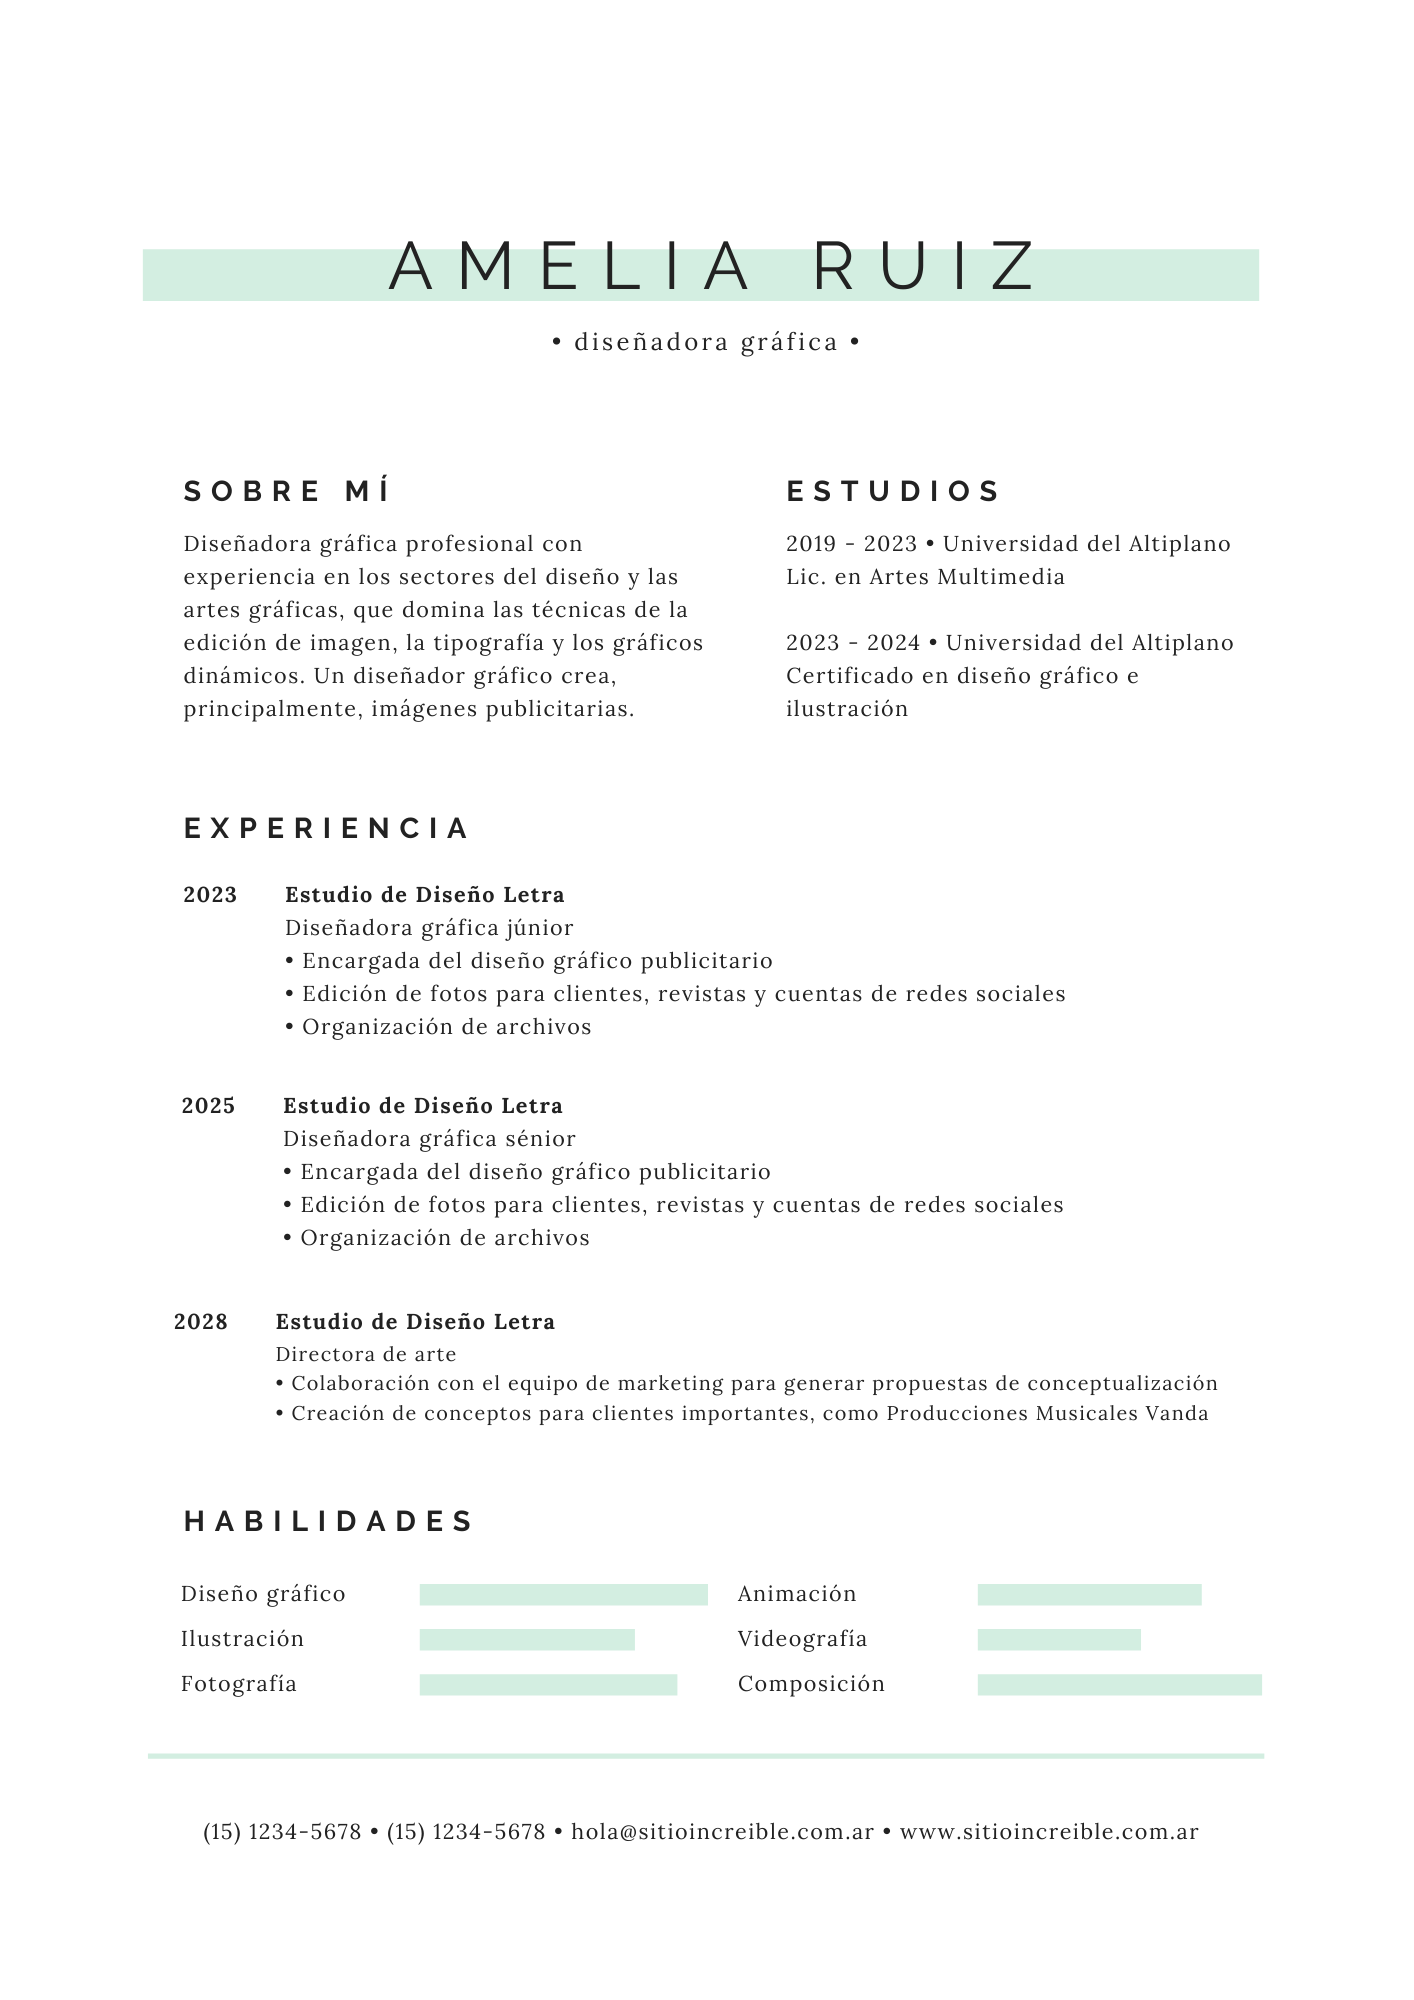 AMELIA RUIZ
• diseñadora gráfica •
SOBRE MÍ
Diseñadora gráfica profesional con
experiencia en los sectores del diseño y las
artes gráficas, que domina las técnicas de la
edición de imagen, la tipografía y los gráficos
dinámicos. Un diseñador gráfico crea,
principalmente, imágenes publicitarias.
ESTUDIOS
2019 - 2023 • Universidad del Altiplano
Lic. en Artes Multimedia
2023 - 2024 • Universidad del Altiplano
Certificado en diseño gráfico e
ilustración
EXPERIENCIA
2023 Estudio de Diseño Letra
Diseñadora gráfica júnior
• Encargada del diseño gráfico publicitario
• Edición de fotos para clientes, revistas y cuentas de redes sociales
• Organización de archivos
2025 Estudio de Diseño Letra
Diseñadora gráfica sénior
• Encargada del diseño gráfico publicitario
• Edición de fotos para clientes, revistas y cuentas de redes sociales
• Organización de archivos
2028 Estudio de Diseño Letra
Directora de arte
• Colaboración con el equipo de marketing para generar propuestas de conceptualización
• Creación de conceptos para clientes importantes, como Producciones Musicales Vanda
HABILIDADES
Diseño gráfico
Ilustración
Fotografía
Animación
Videografía
Composición
(15) 1234-5678 • (15) 1234-5678 • hola@sitioincreible.com.ar • www.sitioincreible.com.ar